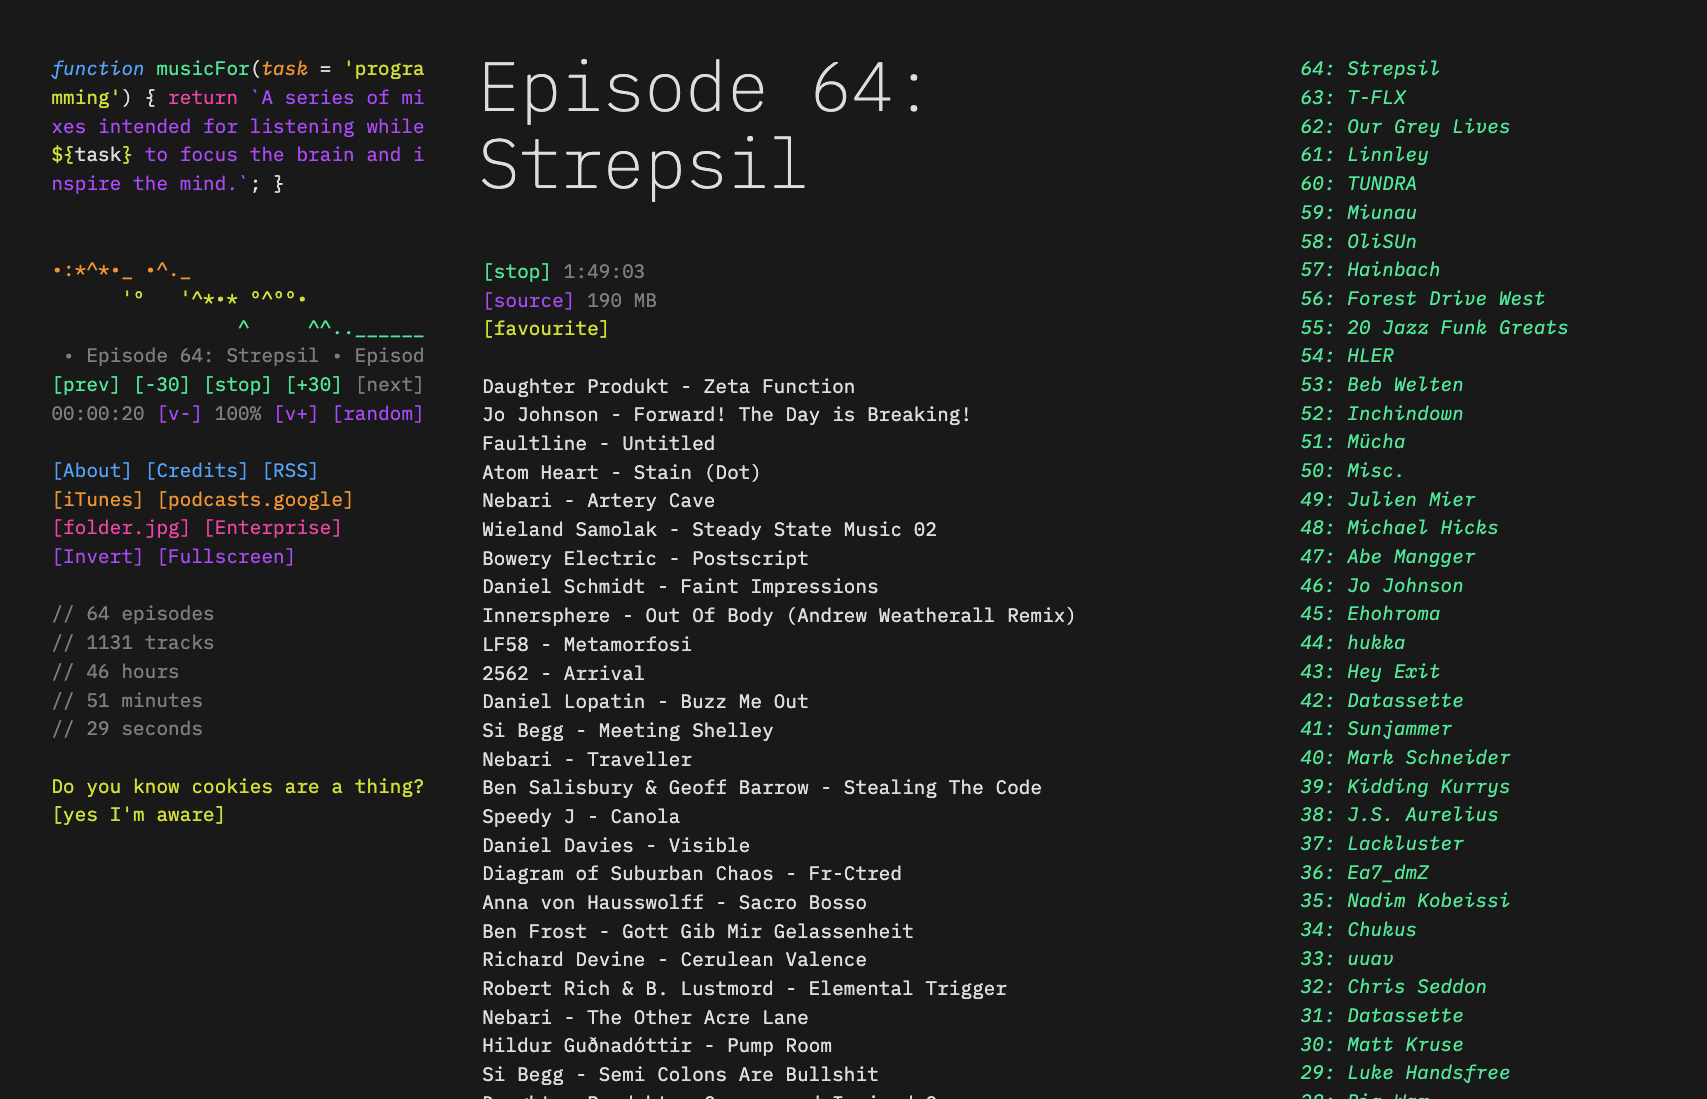 function musicFor(task = 'progra
mming') { return `A series of mi
xes intended for listening while
${task} to focus the brain and i
nspire the mind.`; }
•:*^*•_ •^._
'° '^*•* °^°°•
^ ^^..______
• Episode 64: Strepsil • Episod
[prev] [-30] [stop] [+30] [next]
00:00:20 [v-] 100% [v+] [random]
[About] [Credits] [RSS]
[iTunes] [podcasts.google]
[folder.jpg] [Enterprise]
[Invert] [Fullscreen]
// 64 episodes
// 1131 tracks
// 46 hours
// 51 minutes
// 29 seconds
Do you know cookies are a thing?
[yes I'm aware]
Episode 64:
Strepsil
[stop] 1:49:03
[source] 190 MB
[favourite]
Daughter Produkt - Zeta Function
Jo Johnson - Forward! The Day is Breaking!
Faultline - Untitled
Atom Heart - Stain (Dot)
Nebari - Artery Cave
Wieland Samolak - Steady State Music 02
Bowery Electric - Postscript
Daniel Schmidt - Faint Impressions
Innersphere - Out Of Body (Andrew Weatherall Remix)
LF58 - Metamorfosi
2562 - Arrival
Daniel Lopatin - Buzz Me Out
Si Begg - Meeting Shelley
Nebari - Traveller
Ben Salisbury & Geoff Barrow - Stealing The Code
Speedy J - Canola
Daniel Davies - Visible
Diagram of Suburban Chaos - Fr-Ctred
Anna von Hausswolff - Sacro Bosso
Ben Frost - Gott Gib Mir Gelassenheit
Richard Devine - Cerulean Valence
Robert Rich & B. Lustmord - Elemental Trigger
Nebari - The Other Acre Lane
Hildur Guðnadóttir - Pump Room
Si Begg - Semi Colons Are Bullshit
64: Strepsil
63: T-FLX
62: Our Grey Lives
61: Linnley
60: TUNDRA
59: Miunau
58: OliSUn
57: Hainbach
56: Forest Drive West
55: 20 Jazz Funk Greats
54: HLER
53: Beb Welten
52: Inchindown
51: Mücha
50: Misc.
49: Julien Mier
48: Michael Hicks
47: Abe Mangger
46: Jo Johnson
45: Ehohroma
44: hukka
43: Hey Exit
42: Datassette
41: Sunjammer
40: Mark Schneider
39: Kidding Kurrys
38: J.S. Aurelius
37: Lackluster
36: Ea7_dmZ
35: Nadim Kobeissi
34: Chukus
33: uuav
32: Chris Seddon
31: Datassette
30: Matt Kruse
29: Luke Handsfree